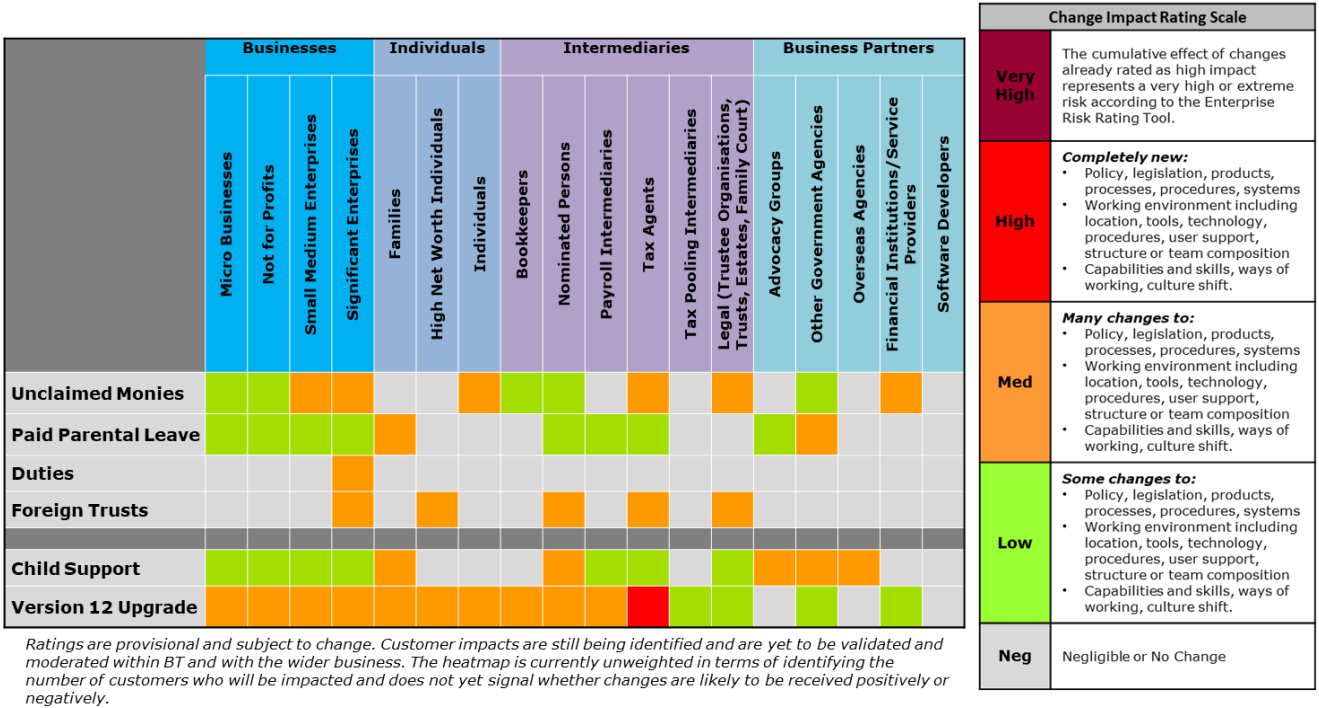 Businesses
Individuals
Intermediaries
Business Partners
Micro Businesses
Not for Profits
Small Medium Enterprises
Significant Enterprises
Families
High Net Worth Individuals
Individuals
Bookkeepers
Nominated Persons
Payroll Intermediaries
Tax Agents
Tax Pooling Intermediaries
Legal (Trustee Organisations,
Trusts, Estates, Family Court)
Advocacy Groups
Other Government Agencies
Overseas Agencies
Financial Institutions/Service
Providers
Software Developers
Unclaimed Monies
Paid Parental Leave
Duties
Foreign Trusts
Child Support
Version 12 Upgrade
Ratings are provisional and subject to change. Customer impacts are still being identified and are yet to be validated and
moderated within BT and with the wider business. The heatmap is currently unweighted in terms of identifying the
number of customers who will be impacted and does not yet signal whether changes are likely to be received positively or
negatively.
Change Impact Rating Scale
Very
High
The cumulative effect of changes
already rated as high impact
represents a very high or extreme
risk according to the Enterprise
Risk Rating Tool.
High
Completely new:
• Policy, legislation, products,
processes, procedures, systems
• Working environment including
location, tools, technology,
procedures, user support,
structure or team composition
• Capabilities and skills, ways of
working, culture shift.
Med
Many changes to:
• Policy, legislation, products,
processes, procedures, systems
• Working environment including
location, tools, technology,
procedures, user support,
structure or team composition
• Capabilities and skills, ways of
working, culture shift.
Low
Some changes to:
• Policy, legislation, products,
processes, procedures, systems
• Working environment including
location, tools, technology,
procedures, user support,
structure or team composition
• Capabilities and skills, ways of
working, culture shift.
Neg
Negligible or No Change